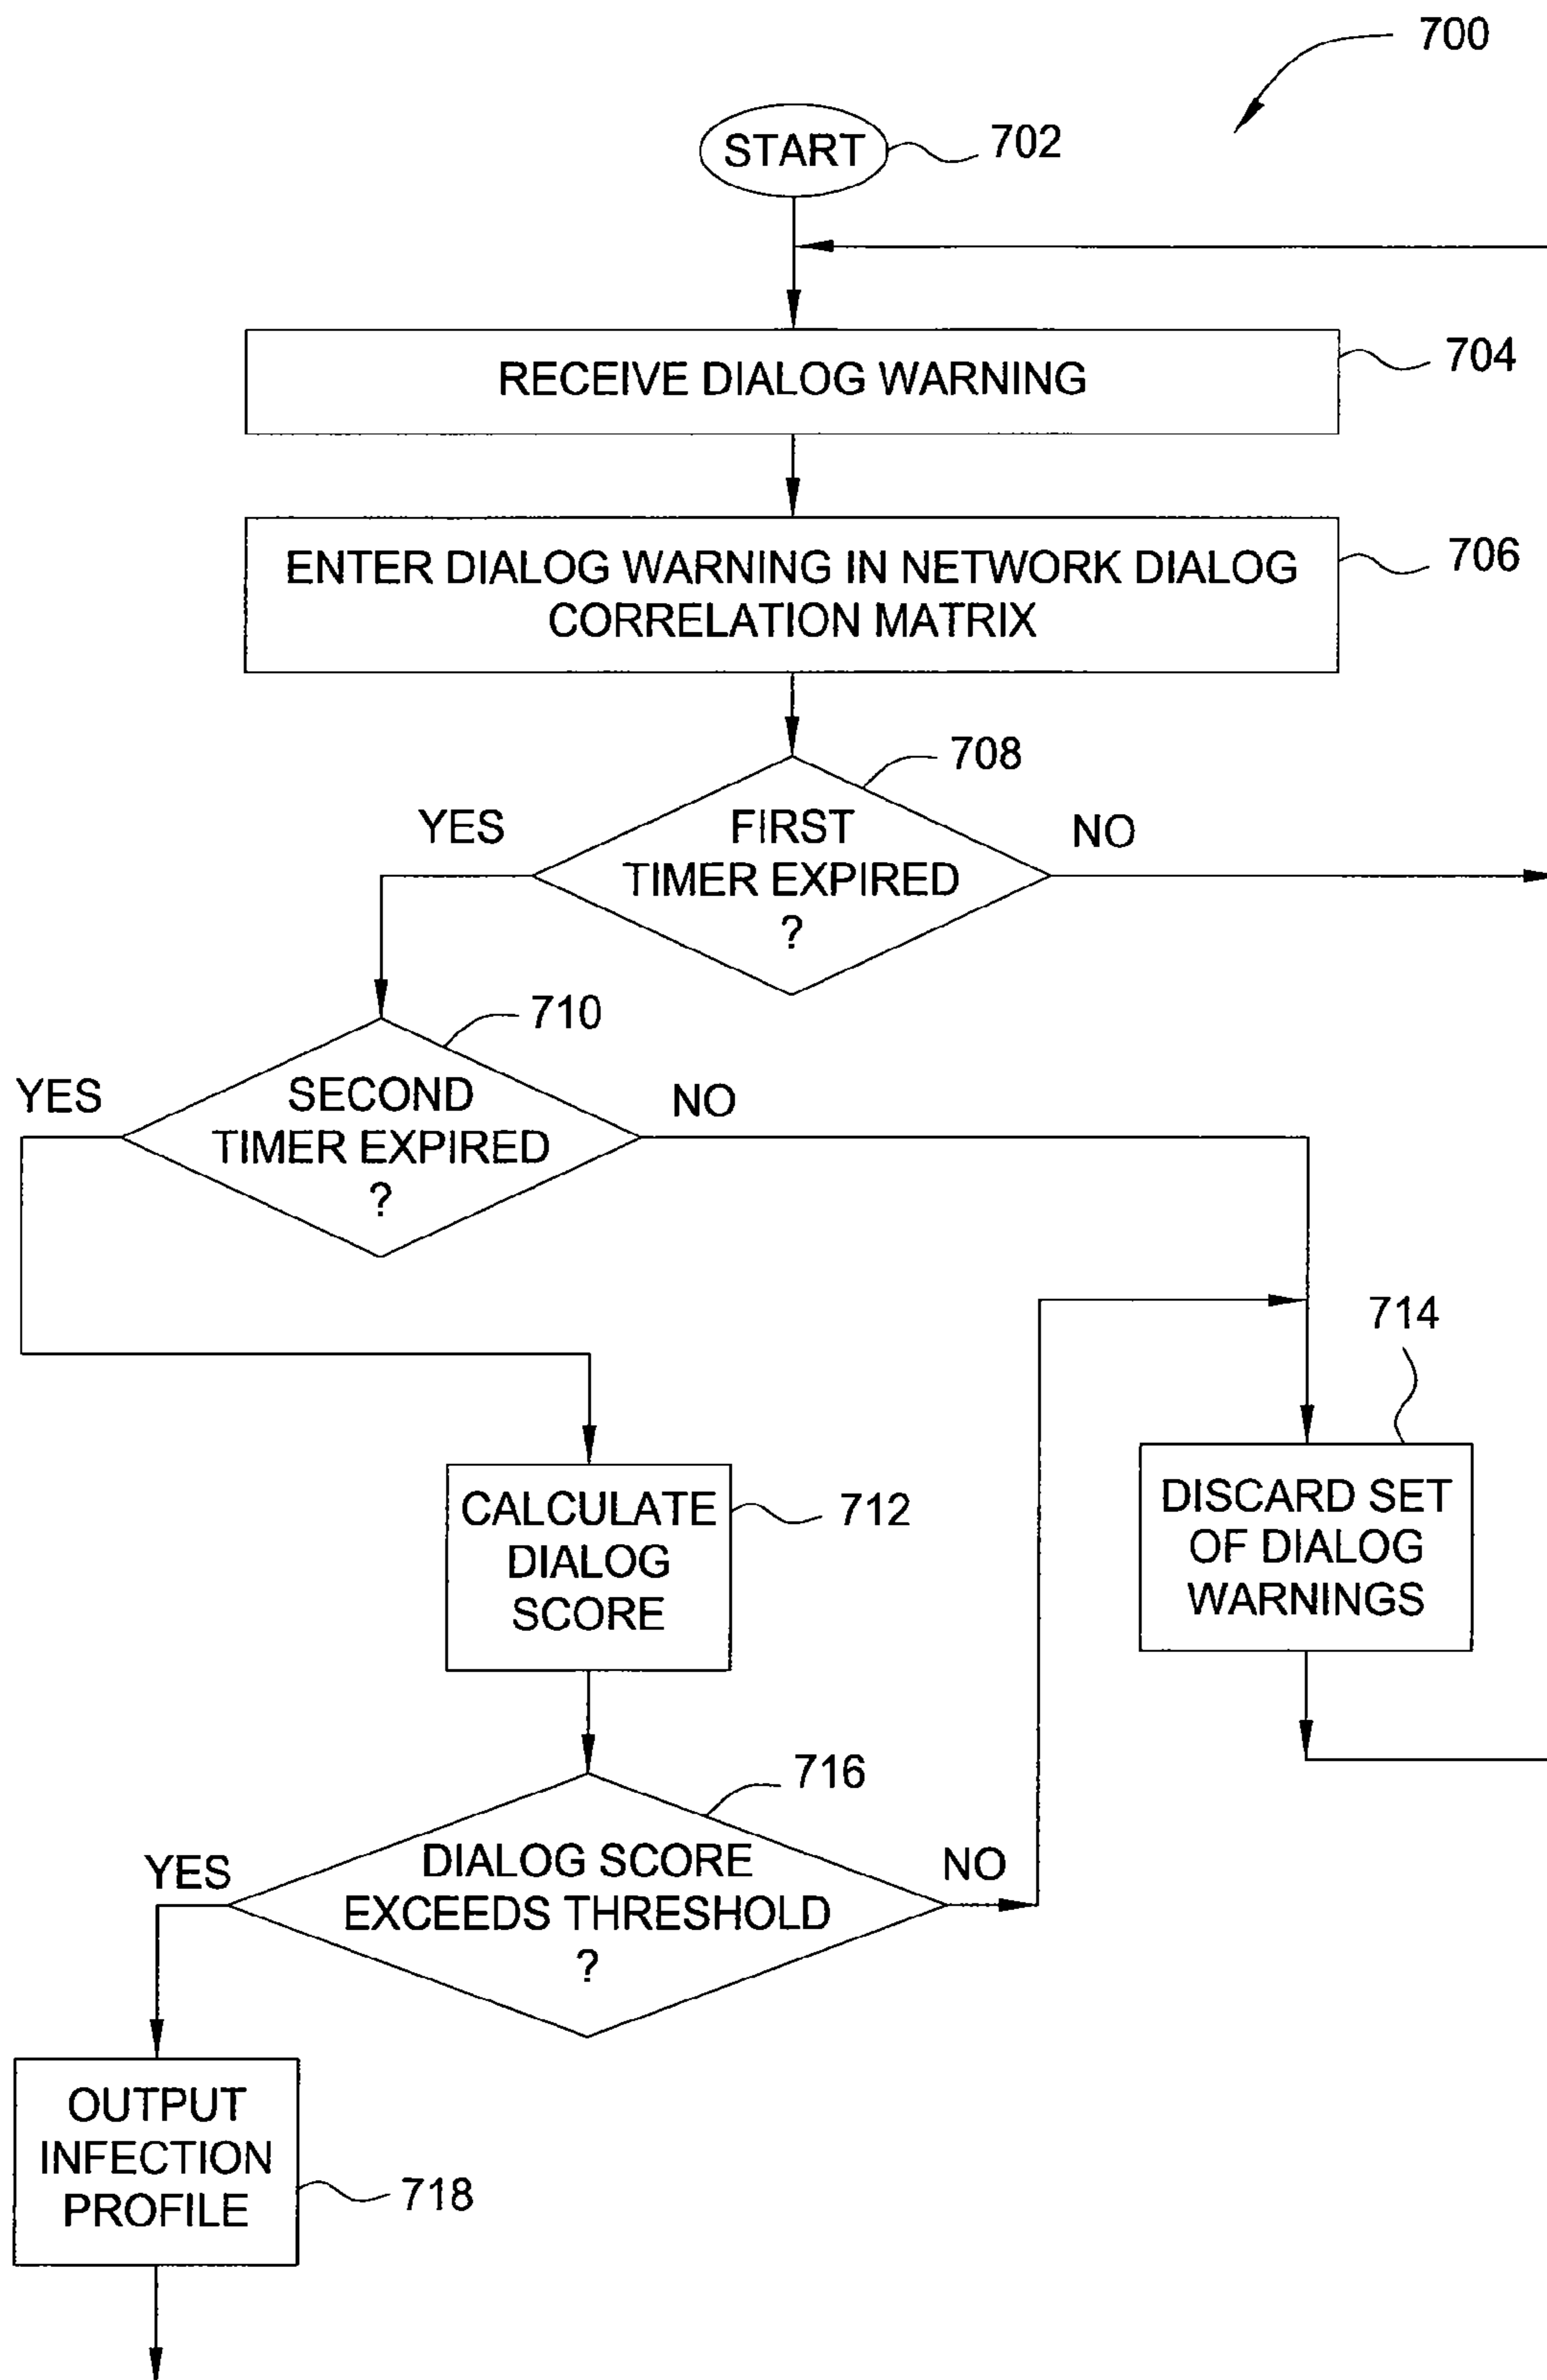 700
START
702
RECEIVE DIALOG WARNING
704
ENTER DIALOG WARNING IN NETWORK DIALOG
CORRELATION MATRIX
706
708
YES
FIRST
TIMER EXPIRED
?
NO
710
YES
SECOND
TIMER EXPIRED
?
NO
714
CALCULATE
DIALOG
SCORE
712
DISCARD SET
OF DIALOG
WARNINGS
716
YES
DIALOG SCORE
EXCEEDS THRESHOLD
?
NO
OUTPUT
INFECTION
PROFILE
718